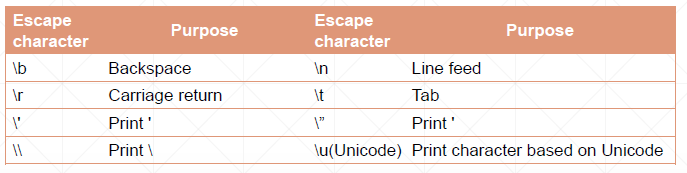 Escape character Purpose Escape character Purpose
\b Backspace \n Line feed
\r Carriage return \t Tab
\' Print ' \” Print '
\\ Print \ \u(Unicode) Print character based on Unicode